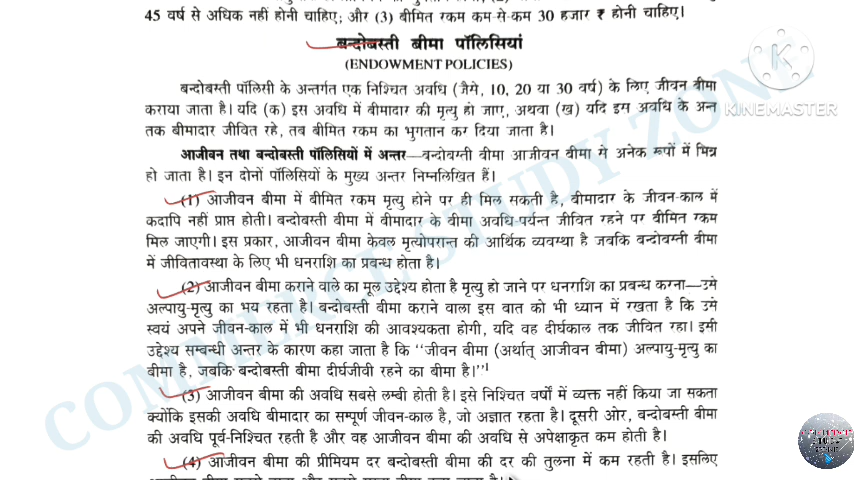 45 वर्ष से अधिक नहीं होनी चाहिए; और (3) बीमित रकम कम-से-कम 30 हजार ₹ होनी चाहिए।
बन्दोबस्ती बीमा पॉलिसियां
(ENDOWMENT POLICIES)
बन्दोबस्ती पॉलिसी के अन्तर्गत एक निश्चित अवधि (जैसे, 10, 20 या 30 वर्ष) के लिए जीवन बीमा
कराया जाता है। यदि (क) इस अवधि में बीमादार की मृत्यु हो जाए, अथवा (ख) यदि इस अवधि के अन्त
तक बीमादार जीवित रहे, तब बीमित रकम का भुगतान कर दिया जाता है।
KINEMASTER
आजीवन तथा बन्दोबस्ती पॉलिसियों में अन्तर—बन्दोबस्ती बीमा आजीवन बीमा से अनेक रूपों में भिन्न
हो जाता है। इन दोनों पॉलिसियों के मुख्य अन्तर निम्नलिखित हैं।
(1) आजीवन बीमा में बीमित रकम मृत्यु होने पर ही मिल सकती है, बीमादार के जीवन-काल में
कदापि नहीं प्राप्त होती। बन्दोबस्ती बीमा में बीमादार के बीमा अवधि-पर्यन्त जीवित रहने पर बीमित रकम
मिल जाएगी। इस प्रकार, आजीवन बीमा केवल मृत्योपरान्त की आर्थिक व्यवस्था है जबकि बन्दोबस्ती बीमा
में जीवितावस्था के लिए भी धनराशि का प्रबन्ध होता है।
(2) आजीवन बीमा कराने वाले का मूल उद्देश्य होता है मृत्यु हो जाने पर धनराशि का प्रबन्ध करना—उसे
अल्पायु-मृत्यु का भय रहता है। बन्दोबस्ती बीमा कराने वाला इस बात को भी ध्यान में रखता है कि उसे
स्वयं अपने जीवन-काल में भी धनराशि की आवश्यकता होगी, यदि वह दीर्घकाल तक जीवित रहा। इसी
उद्देश्य सम्बन्धी अन्तर के कारण कहा जाता है कि "जीवन बीमा (अर्थात् आजीवन बीमा) अल्पायु-मृत्यु का
बीमा है, जबकि बन्दोबस्ती बीमा दीर्घजीवी रहने का बीमा है।"¹
(3) आजीवन बीमा की अवधि सबसे लम्बी होती है। इसे निश्चित वर्षों में व्यक्त नहीं किया जा सकता
क्योंकि इसकी अवधि बीमादार का सम्पूर्ण जीवन-काल है, जो अज्ञात रहता है। दूसरी ओर, बन्दोबस्ती बीमा
की अवधि पूर्व-निश्चित रहती है और वह आजीवन बीमा की अवधि से अपेक्षाकृत कम होती है।
(4) आजीवन बीमा की प्रीमियम दर बन्दोबस्ती बीमा की दर की तुलना में कम रहती है। इसलिए
COMMERCE STUDY ZONE